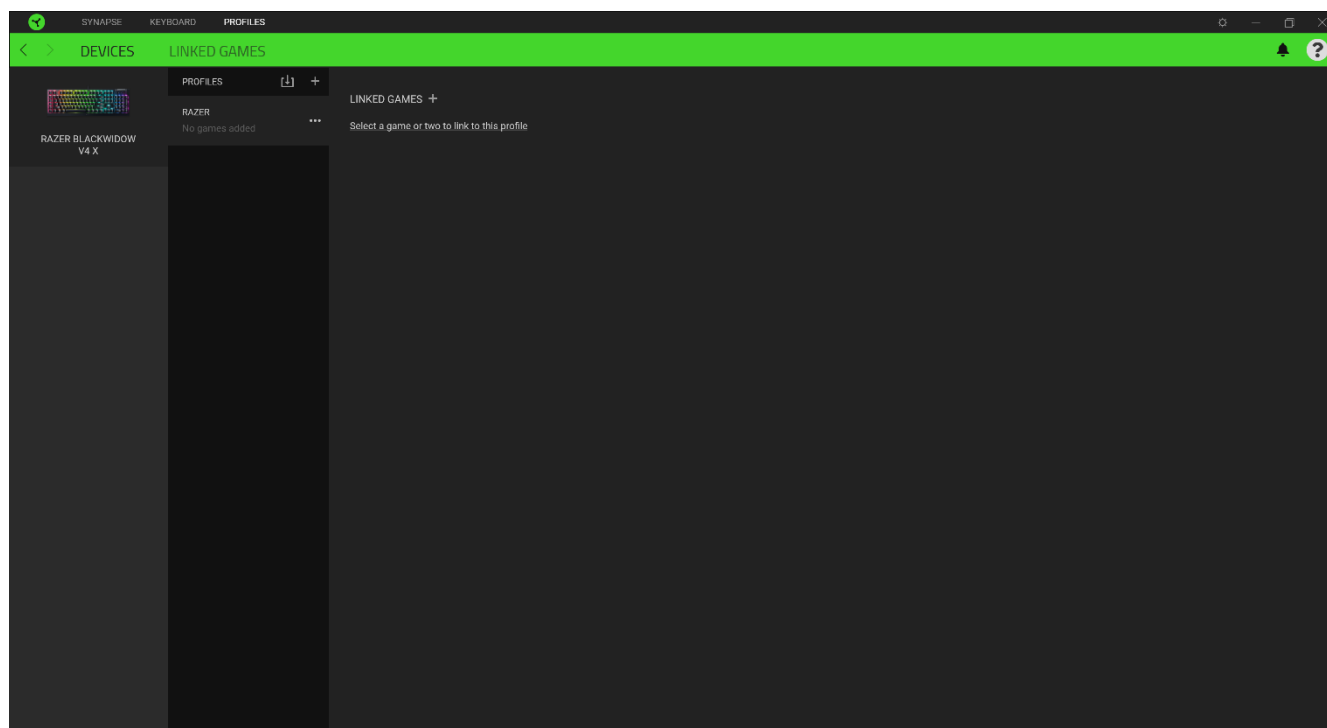 SYNAPSE KEYBOARD PROFILES
DEVICES LINKED GAMES
RAZER BLACKWIDOW
V4 X
PROFILES
RAZER
No games added
LINKED GAMES +
Select a game or two to link to this profile